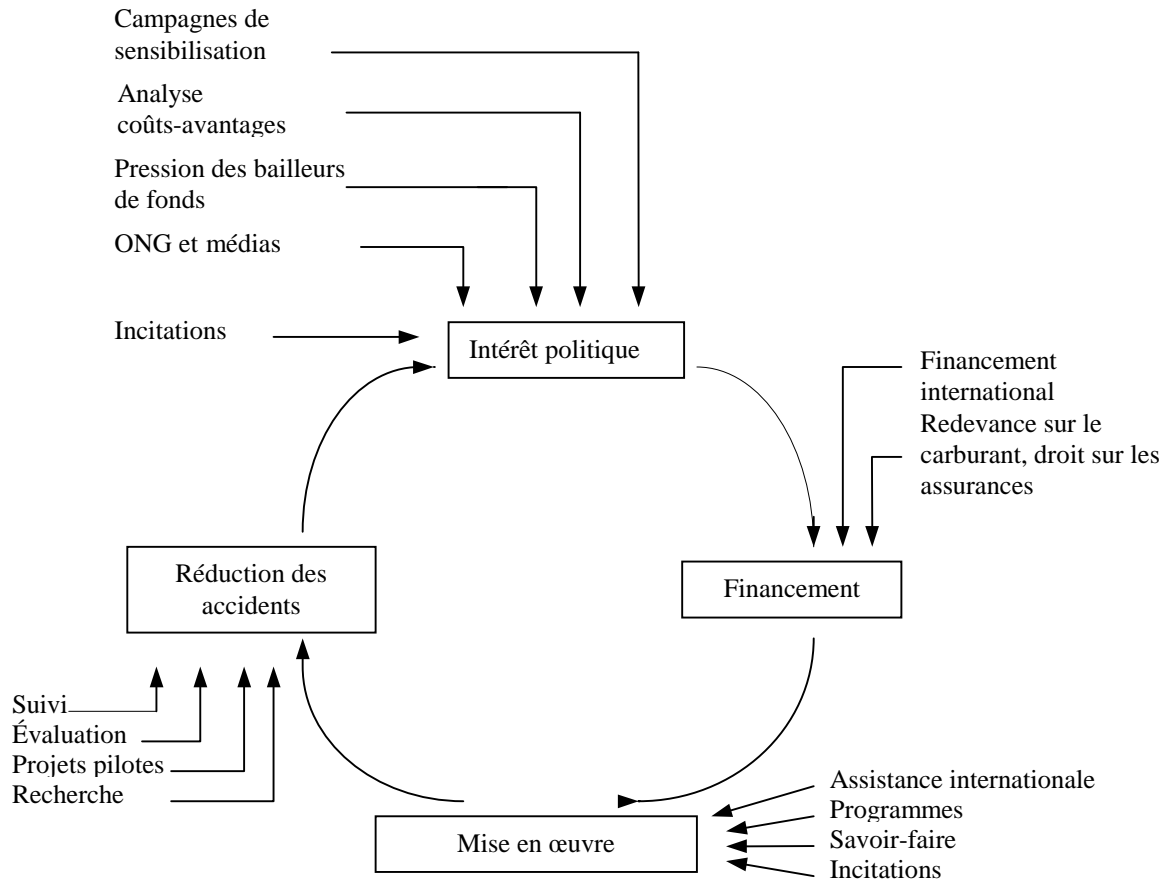 Campagnes de
sensibilisation
Analyse
coûts-avantages
Pression des bailleurs
de fonds
ONG et médias
Incitations
Intérêt politique
Financement
international
Redevance sur le
carburant, droit sur les
assurances
Réduction des
accidents
Financement
Suivi
Évaluation
Projets pilotes
Recherche
Mise en œuvre
Assistance internationale
Programmes
Savoir-faire
Incitations